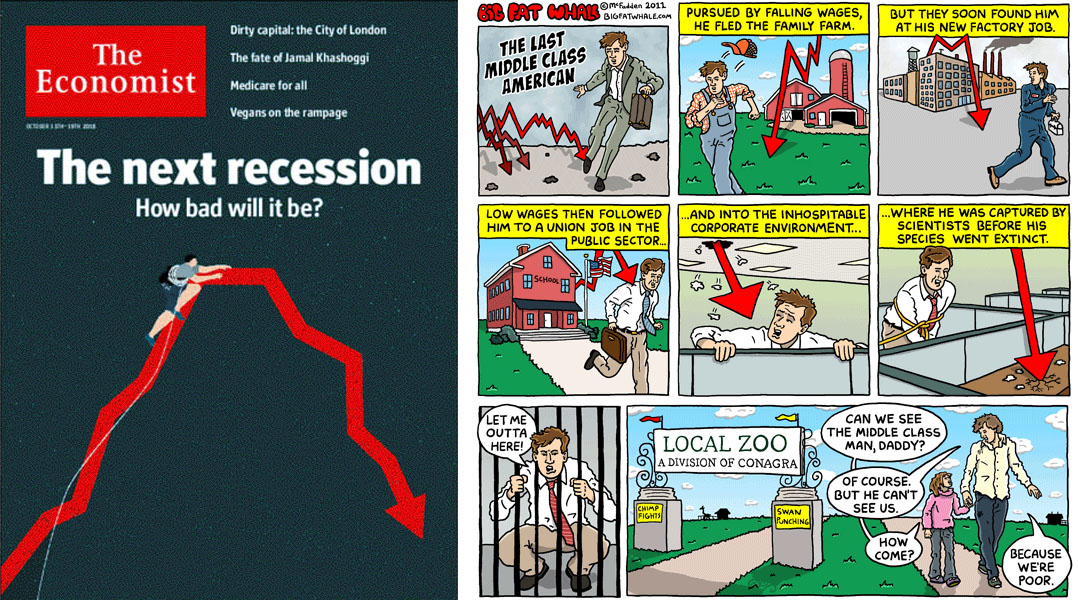 The
Economist
OCTOBER 13TH–19TH 2018
Dirty capital: the City of London
The fate of Jamal Khashoggi
Medicare for all
Vegans on the rampage
The next recession
How bad will it be?
BIG FAT WHALE
©McFadden 2011
BIGFATWHALE.COM
THE LAST
MIDDLE CLASS
AMERICAN
PURSUED BY FALLING WAGES,
HE FLED THE FAMILY FARM.
BUT THEY SOON FOUND HIM
AT HIS NEW FACTORY JOB.
LOW WAGES THEN FOLLOWED
HIM TO A UNION JOB IN THE
PUBLIC SECTOR...
SCHOOL
...AND INTO THE INHOSPITABLE
CORPORATE ENVIRONMENT...
...WHERE HE WAS CAPTURED BY
SCIENTISTS BEFORE HIS
SPECIES WENT EXTINCT.
LET ME
OUTTA
HERE!
LOCAL ZOO
A DIVISION OF CONAGRA
CHIMP
FIGHTS
SWAN
PUNCHING
CAN WE SEE
THE MIDDLE CLASS
MAN, DADDY?
OF COURSE.
BUT HE CAN'T
SEE US.
HOW
COME?
BECAUSE
WE'RE
POOR.